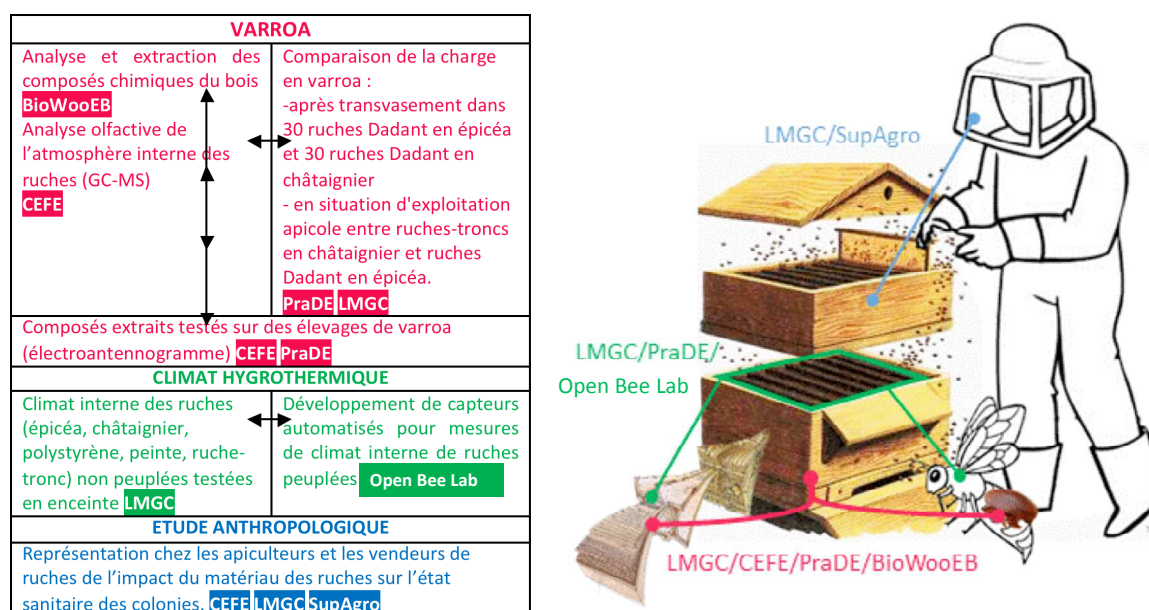 VARROA
Analyse et extraction des
composés chimiques du bois
BioWooEB
Analyse olfactive de
l'atmosphère interne des
ruches (GC-MS)
CEFE
Comparaison de la charge
en varroa :
-après transvasement dans
30 ruches Dadant en épicéa
et 30 ruches Dadant en
châtaignier
- en situation d'exploitation
apicole entre ruches-troncs
en châtaignier et ruches
Dadant en épicéa.
PraDE LMGC
Composés extraits testés sur des élevages de varroa
(électroantennogramme) CEFE PraDE
CLIMAT HYGROTHERMIQUE
Climat interne des ruches
(épicéa, châtaignier,
polystyrène, peinte, ruche-
tronc) non peuplées testées
en enceinte LMGC
Développement de capteurs
automatisés pour mesures
de climat interne de ruches
peuplées Open Bee Lab
ETUDE ANTHROPOLOGIQUE
Représentation chez les apiculteurs et les vendeurs de
ruches de l'impact du matériau des ruches sur l'état
sanitaire des colonies. CEFE LMGC SupAgro
LMGC/SupAgro
LMGC/PraDE/
Open Bee Lab
LMGC/CEFE/PraDE/BioWooEB